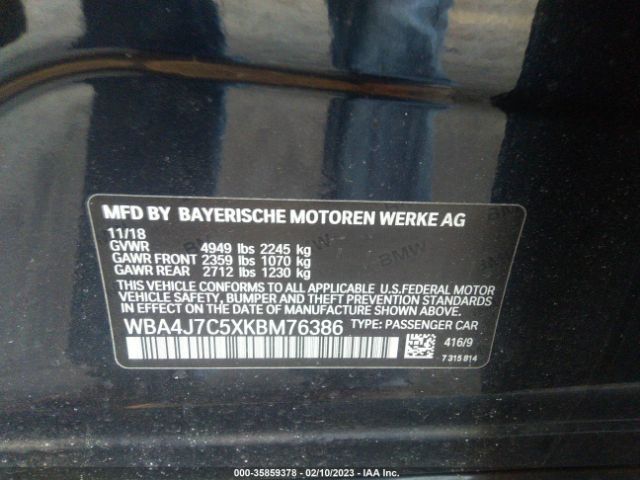 MFD BY BAYERISCHE MOTOREN WERKE AG
11/18
GVWR 4949 lbs 2245 kg
GAWR FRONT 2359 lbs 1070 kg
GAWR REAR 2712 lbs 1230 kg
THIS VEHICLE CONFORMS TO ALL APPLICABLE U.S.FEDERAL MOTOR
VEHICLE SAFETY, BUMPER, AND THEFT PREVENTION STANDARDS
IN EFFECT ON THE DATE OF MANUFACTURE SHOWN ABOVE.
WBA4J7C5XKBM76386 TYPE: PASSENGER CAR
416/9
7 315 814
000-35859378 - 02/10/2023 - IAA Inc.